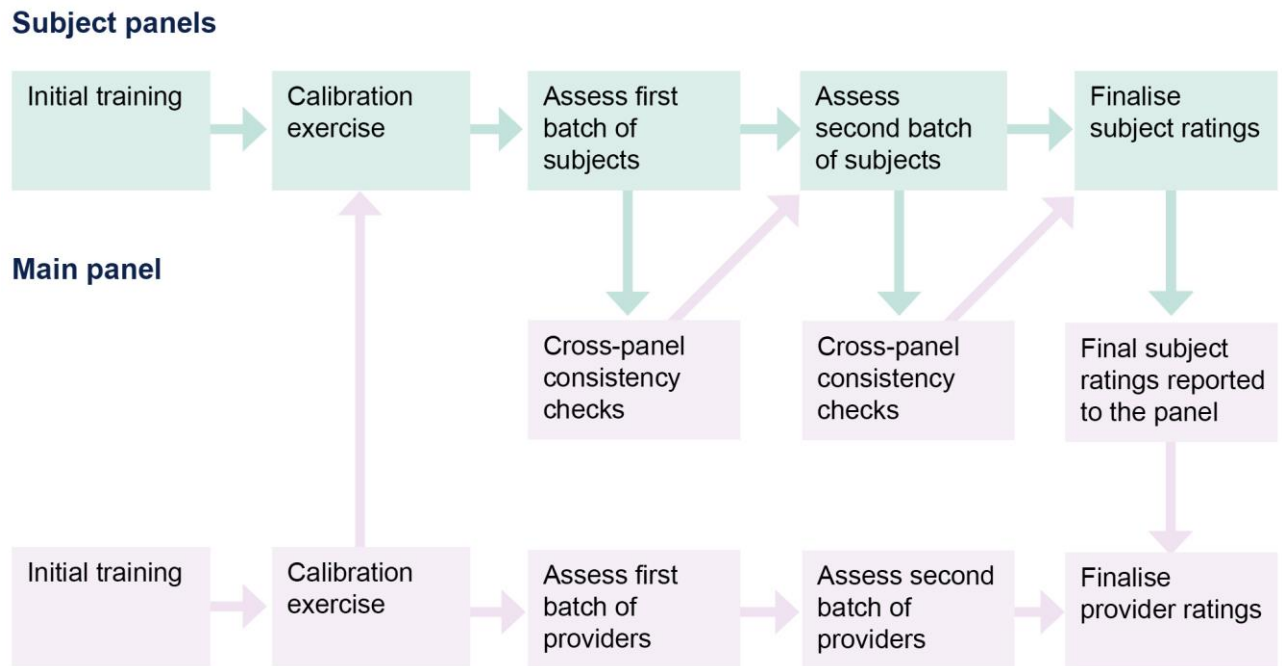 Subject panels
Initial training
Calibration
exercise
Assess first
batch of
subjects
Assess
second batch
of subjects
Finalise
subject ratings
Main panel
Cross-panel
consistency
checks
Cross-panel
consistency
checks
Final subject
ratings reported
to the panel
Initial training
Calibration
exercise
Assess first
batch of
providers
Assess second
batch of
providers
Finalise
provider ratings